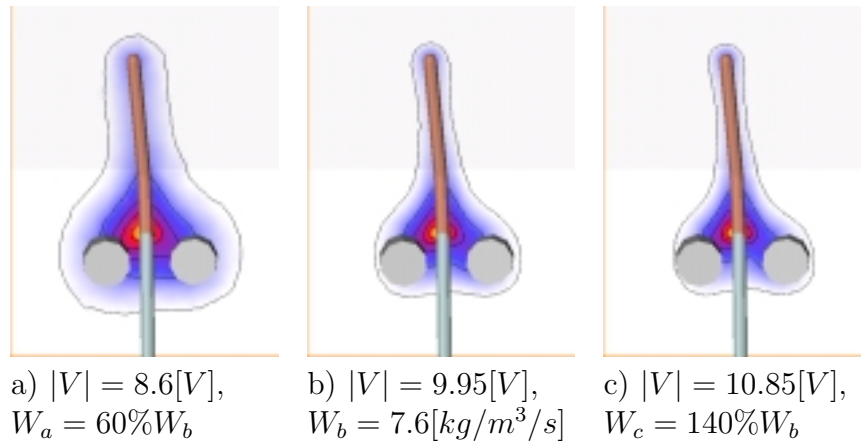 a) |V| = 8.6[V],
W_a = 60%W_b
b) |V| = 9.95[V],
W_b = 7.6[kg/m^3/s]
c) |V| = 10.85[V],
W_c = 140%W_b